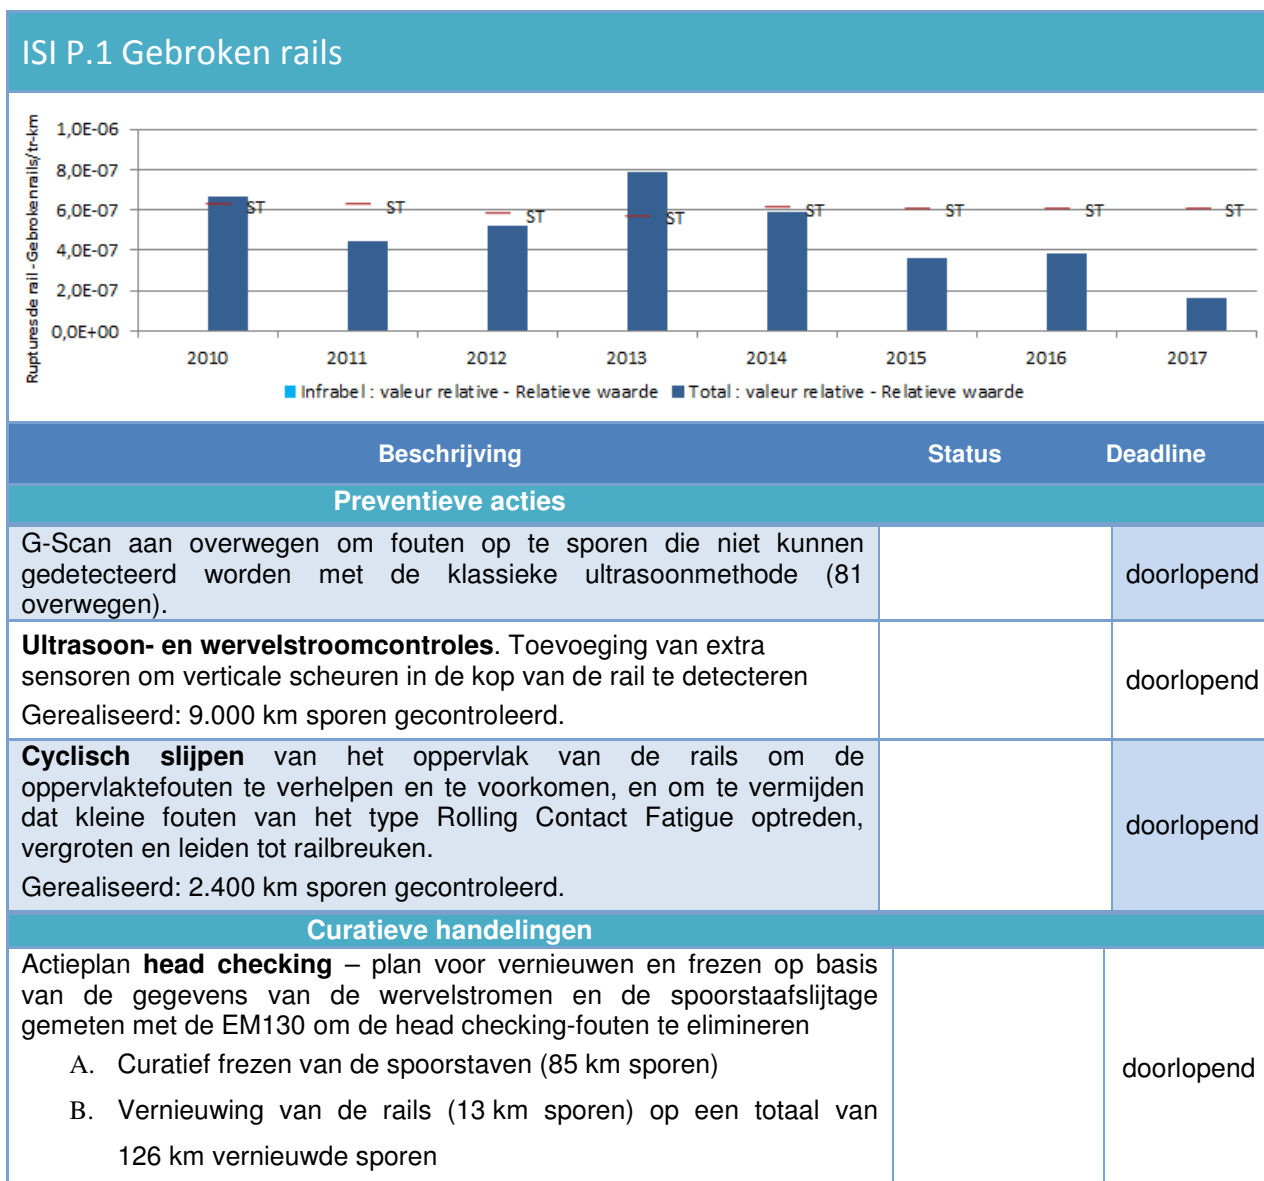 ISI P.1 Gebroken rails
Ruptures de rail - Gebroken rails/tr-km
1,0E-06
8,0E-07
6,0E-07
4,0E-07
2,0E-07
0,0E+00
ST ST ST ST ST ST ST ST
2010 2011 2012 2013 2014 2015 2016 2017
Infrabel : valeur relative - Relatieve waarde Total : valeur relative - Relatieve waarde
Beschrijving Status Deadline
Preventieve acties
G-Scan aan overwegen om fouten op te sporen die niet kunnen
gedetecteerd worden met de klassieke ultrasoonmethode (81
overwegen).
doorlopend
Ultrasoon- en wervelstroomcontroles. Toevoeging van extra
sensoren om verticale scheuren in de kop van de rail te detecteren
Gerealiseerd: 9.000 km sporen gecontroleerd.
doorlopend
Cyclisch slijpen van het oppervlak van de rails om de
oppervlaktefouten te verhelpen en te voorkomen, en om te vermijden
dat kleine fouten van het type Rolling Contact Fatigue optreden,
vergroten en leiden tot railbreuken.
Gerealiseerd: 2.400 km sporen gecontroleerd.
doorlopend
Curatieve handelingen
Actieplan head checking – plan voor vernieuwen en frezen op basis
van de gegevens van de wervelstromen en de spoorstaafslijtage
gemeten met de EM130 om de head checking-fouten te elimineren
A. Curatief frezen van de spoorstaven (85 km sporen)
B. Vernieuwing van de rails (13 km sporen) op een totaal van
126 km vernieuwde sporen
doorlopend